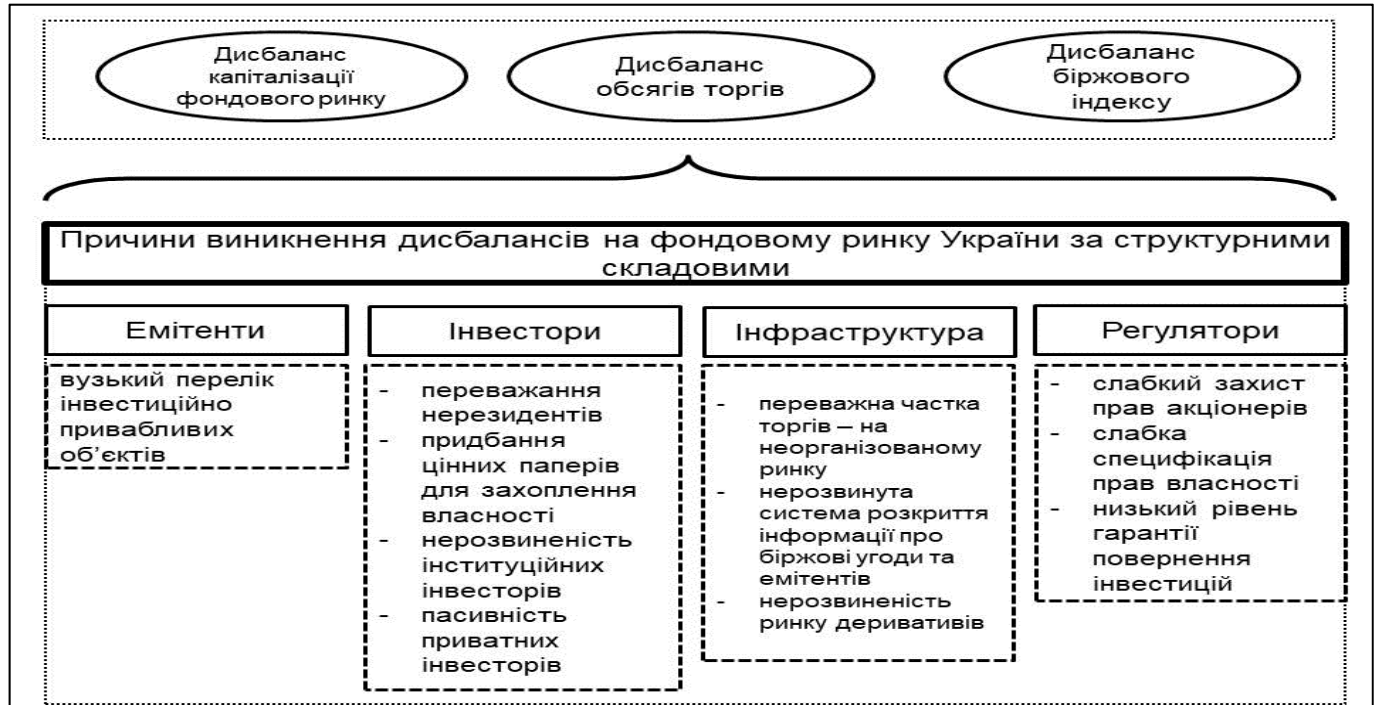 Дисбаланс
капіталізації
фондового ринку
Дисбаланс
обсягів торгів
Дисбаланс
біржового
індексу
Причини виникнення дисбалансів на фондовому ринку України за структурними
складовими
Емітенти
вузький перелік
інвестиційно
привабливих
об’єктів
Інвестори
- переважання
нерезидентів
- придбання
цінних паперів
для захоплення
власності
- нерозвиненість
інституційних
інвесторів
- пасивність
приватних
інвесторів
Інфраструктура
- переважна частка
торгів – на
неорганізованому
ринку
- нерозвинута
система розкриття
інформації про
біржові угоди та
емітентів
- нерозвиненість
ринку деривативів
Регулятори
- слабкий захист
прав акціонерів
- слабка
специфікація
прав власності
- низький рівень
гарантії
повернення
інвестицій